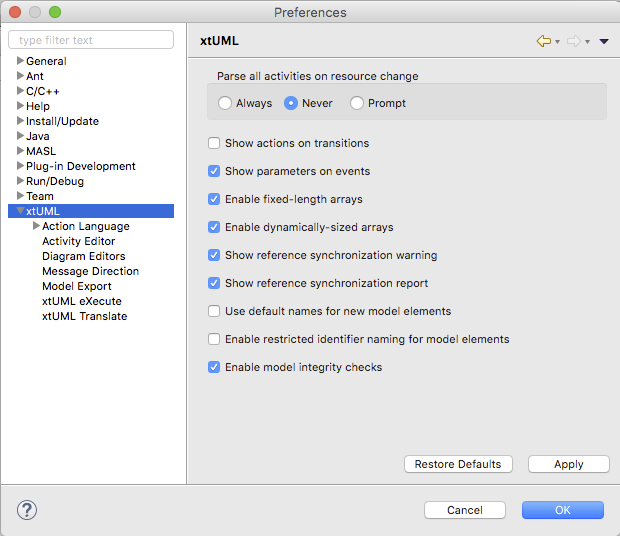 Preferences
type filter text
General
Ant
C/C++
Help
Install/Update
Java
MASL
Plug-in Development
Run/Debug
Team
xtUML
Action Language
Activity Editor
Diagram Editors
Message Direction
Model Export
xtUML eXecute
xtUML Translate
xtUML
Parse all activities on resource change
Always Never Prompt
Show actions on transitions
Show parameters on events
Enable fixed-length arrays
Enable dynamically-sized arrays
Show reference synchronization warning
Show reference synchronization report
Use default names for new model elements
Enable restricted identifier naming for model elements
Enable model integrity checks
Restore Defaults Apply
? Cancel OK